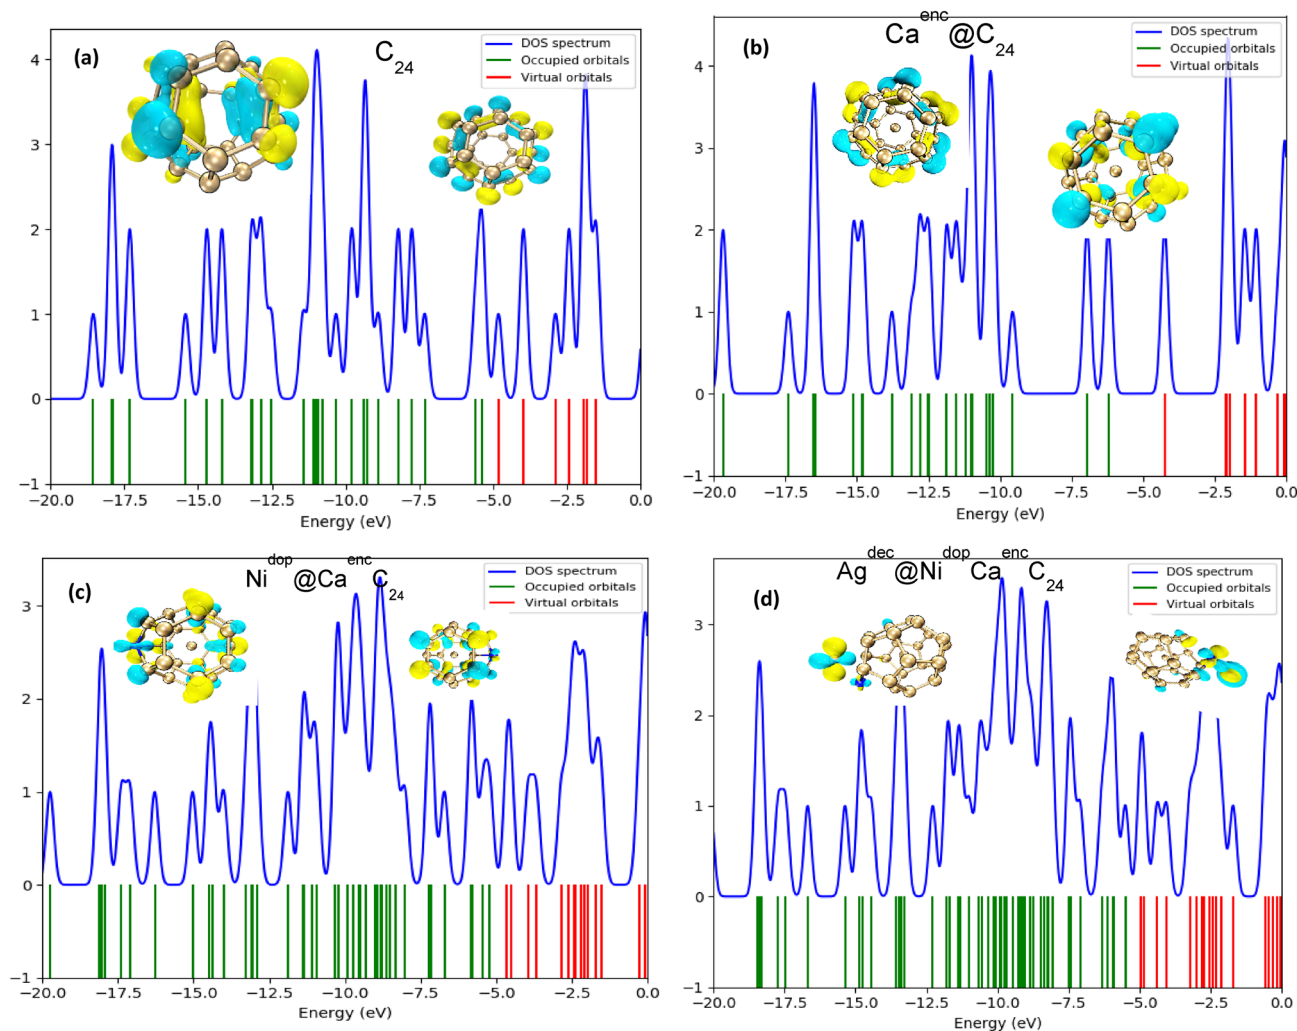 (a)
C24
DOS spectrum
Occupied orbitals
Virtual orbitals
4
3
2
1
0
−1
−20.0 −17.5 −15.0 −12.5 −10.0 −7.5 −5.0 −2.5 0.0
Energy (eV)
(b)
Ca enc @C24
DOS spectrum
Occupied orbitals
Virtual orbitals
4
3
2
1
0
−1
−20.0 −17.5 −15.0 −12.5 −10.0 −7.5 −5.0 −2.5 0.0
Energy (eV)
(c)
Ni dop @Ca enc C24
DOS spectrum
Occupied orbitals
Virtual orbitals
3
2
1
0
−1
−20.0 −17.5 −15.0 −12.5 −10.0 −7.5 −5.0 −2.5 0.0
Energy (eV)
(d)
Ag dec @Ni dop Ca enc C24
DOS spectrum
Occupied orbitals
Virtual orbitals
3
2
1
0
−1
−20.0 −17.5 −15.0 −12.5 −10.0 −7.5 −5.0 −2.5 0.0
Energy (eV)